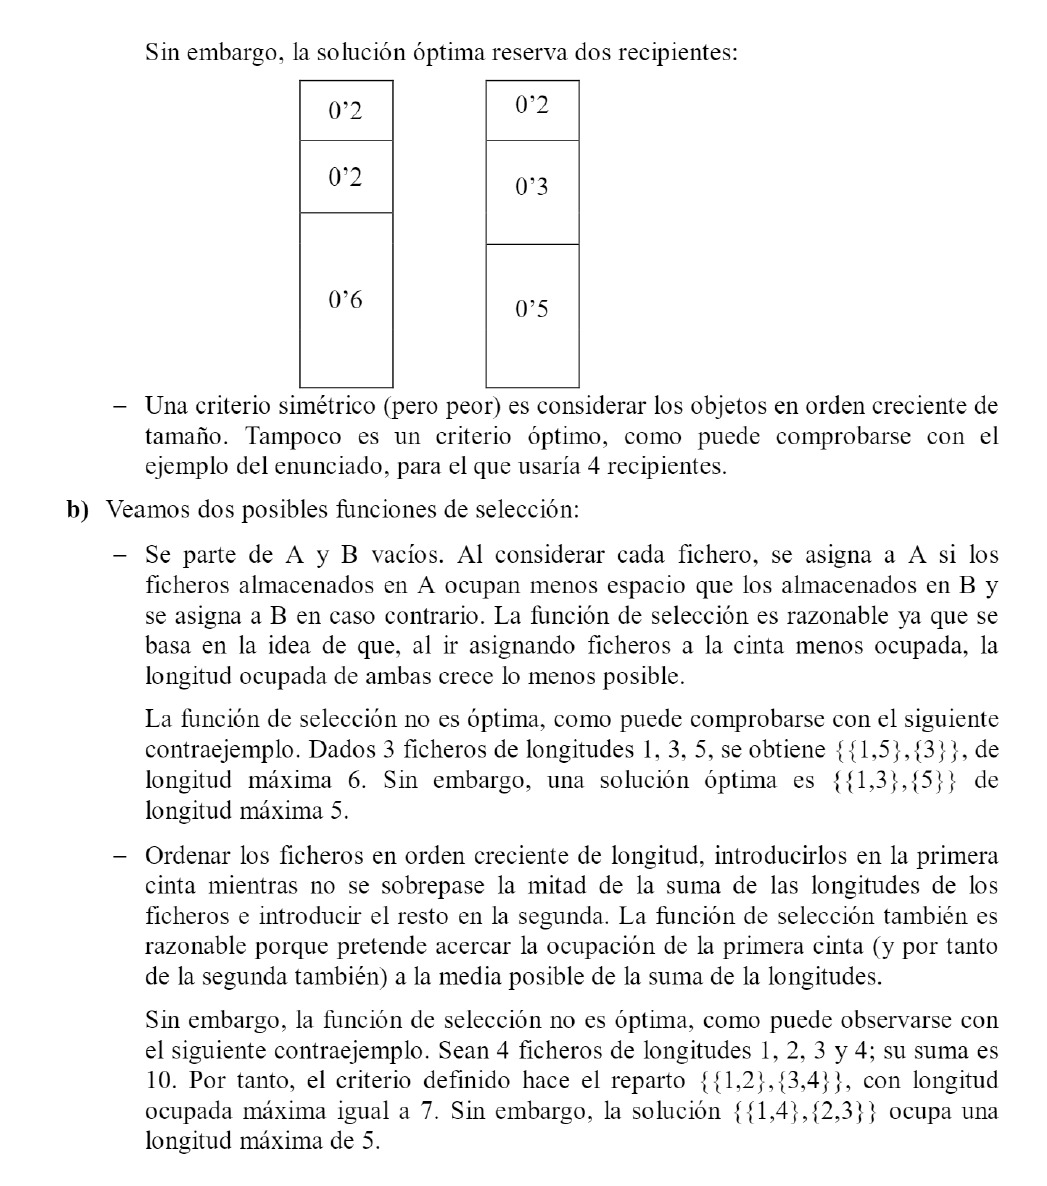 Sin embargo, la solución óptima reserva dos recipientes:
0’2
0’2
0’6
0’2
0’3
0’5
– Una criterio simétrico (pero peor) es considerar los objetos en orden creciente de
tamaño. Tampoco es un criterio óptimo, como puede comprobarse con el
ejemplo del enunciado, para el que usaría 4 recipientes.
b) Veamos dos posibles funciones de selección:
– Se parte de A y B vacíos. Al considerar cada fichero, se asigna a A si los
ficheros almacenados en A ocupan menos espacio que los almacenados en B y
se asigna a B en caso contrario. La función de selección es razonable ya que se
basa en la idea de que, al ir asignando ficheros a la cinta menos ocupada, la
longitud ocupada de ambas crece lo menos posible.
La función de selección no es óptima, como puede comprobarse con el siguiente
contraejemplo. Dados 3 ficheros de longitudes 1, 3, 5, se obtiene {{1,5},{3}}, de
longitud máxima 6. Sin embargo, una solución óptima es {{1,3},{5}} de
longitud máxima 5.
– Ordenar los ficheros en orden creciente de longitud, introducirlos en la primera
cinta mientras no se sobrepase la mitad de la suma de las longitudes de los
ficheros e introducir el resto en la segunda. La función de selección también es
razonable porque pretende acercar la ocupación de la primera cinta (y por tanto
de la segunda también) a la media posible de la suma de la longitudes.
Sin embargo, la función de selección no es óptima, como puede observarse con
el siguiente contraejemplo. Sean 4 ficheros de longitudes 1, 2, 3 y 4; su suma es
10. Por tanto, el criterio definido hace el reparto {{1,2},{3,4}}, con longitud
ocupada máxima igual a 7. Sin embargo, la solución {{1,4},{2,3}} ocupa una
longitud máxima de 5.